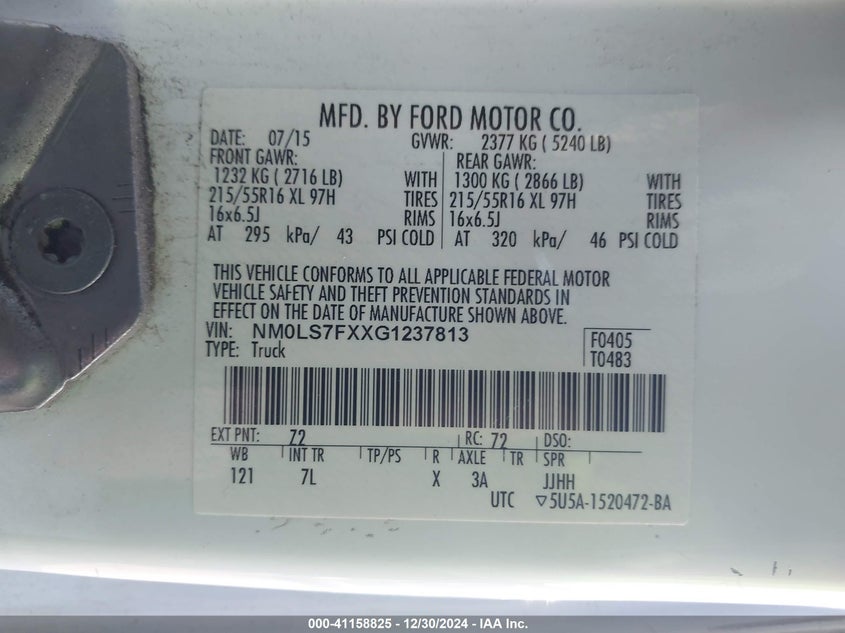 MFD. BY FORD MOTOR CO.
DATE: 07/15 GVWR: 2377 KG ( 5240 LB)
FRONT GAWR: REAR GAWR:
1232 KG ( 2716 LB) WITH 1300 KG ( 2866 LB) WITH
215/55R16 XL 97H TIRES 215/55R16 XL 97H TIRES
16x6.5J RIMS 16x6.5J RIMS
AT 295 kPa/ 43 PSI COLD AT 320 kPa/ 46 PSI COLD
THIS VEHICLE CONFORMS TO ALL APPLICABLE FEDERAL MOTOR
VEHICLE SAFETY AND THEFT PREVENTION STANDARDS IN
EFFECT ON THE DATE OF MANUFACTURE SHOWN ABOVE.
VIN: NM0LS7FXXG1237813 F0405
TYPE: Truck T0483
EXT PNT: 72 RC: 72 DSO:
WB INT TR TP/PS R AXLE TR SPR
121 7L X 3A JJHH
UTC ▽5U5A-1520472-BA
000-41158825 - 12/30/2024 - IAA Inc.